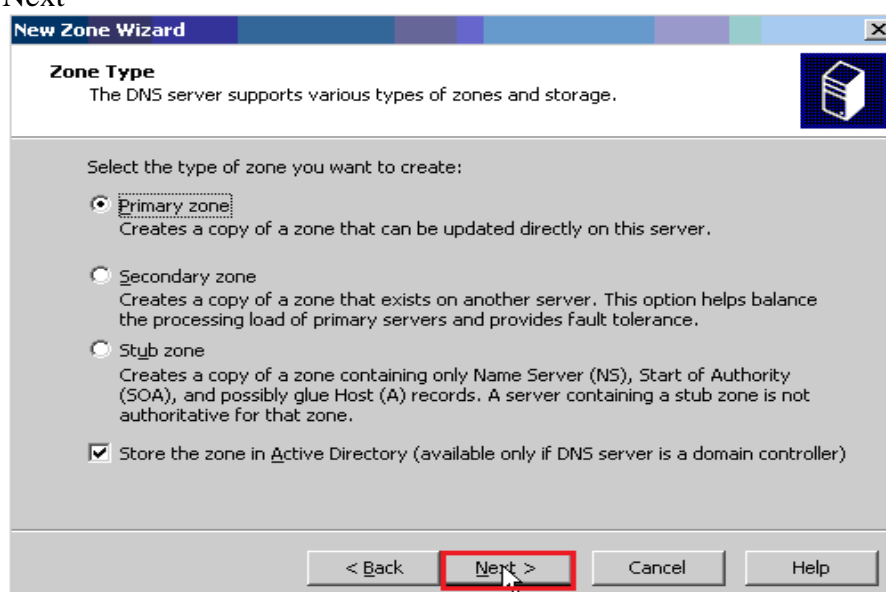 Next
New Zone Wizard
Zone Type
The DNS server supports various types of zones and storage.
Select the type of zone you want to create:
Primary zone
Creates a copy of a zone that can be updated directly on this server.
Secondary zone
Creates a copy of a zone that exists on another server. This option helps balance
the processing load of primary servers and provides fault tolerance.
Stub zone
Creates a copy of a zone containing only Name Server (NS), Start of Authority
(SOA), and possibly glue Host (A) records. A server containing a stub zone is not
authoritative for that zone.
Store the zone in Active Directory (available only if DNS server is a domain controller)
< Back Next > Cancel Help